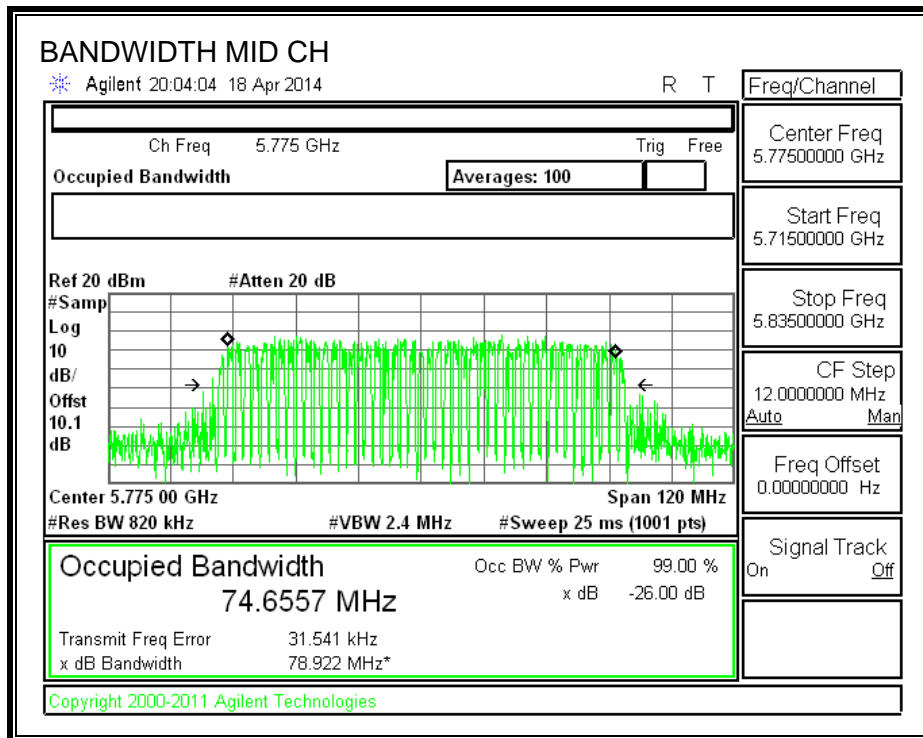 BANDWIDTH MID CH
Agilent 20:04:04 18 Apr 2014 R T
Freq/Channel
Ch Freq 5.775 GHz Trig Free
Occupied Bandwidth Averages: 100
Center Freq
5.77500000 GHz
Start Freq
5.71500000 GHz
Stop Freq
5.83500000 GHz
CF Step
12.0000000 MHz
Auto Man
Freq Offset
0.00000000 Hz
Signal Track
On Off
Ref 20 dBm #Atten 20 dB
#Samp
Log
10
dB/
Offst
10.1
dB
Center 5.775 00 GHz Span 120 MHz
#Res BW 820 kHz #VBW 2.4 MHz #Sweep 25 ms (1001 pts)
Occupied Bandwidth Occ BW % Pwr 99.00 %
74.6557 MHz x dB -26.00 dB
Transmit Freq Error 31.541 kHz
x dB Bandwidth 78.922 MHz*
Copyright 2000-2011 Agilent Technologies